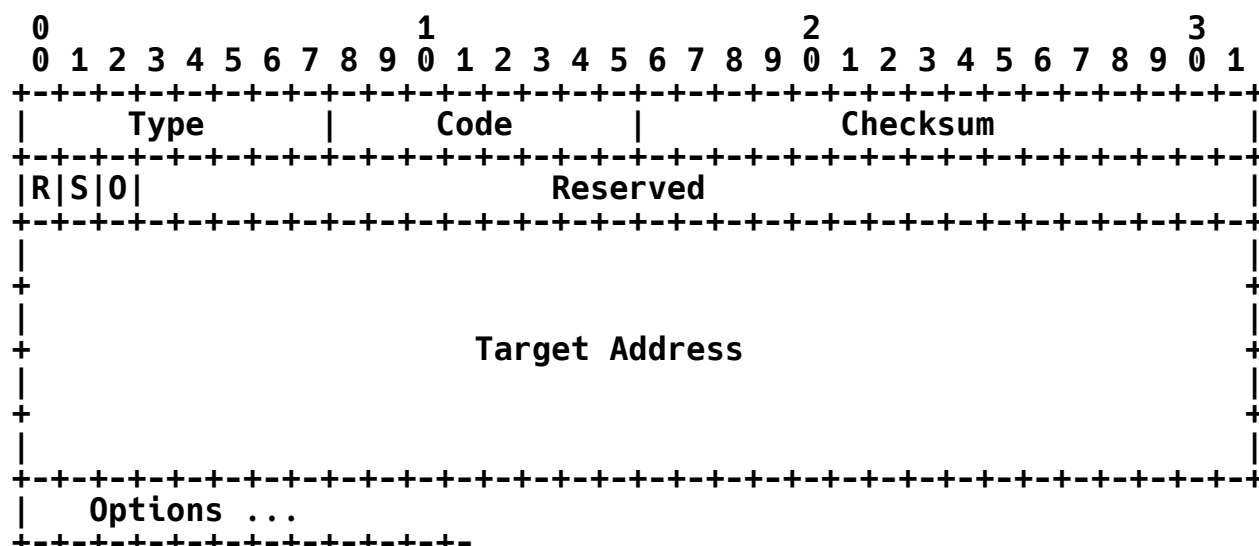 0                   1                   2                   3
 0 1 2 3 4 5 6 7 8 9 0 1 2 3 4 5 6 7 8 9 0 1 2 3 4 5 6 7 8 9 0 1
+-+-+-+-+-+-+-+-+-+-+-+-+-+-+-+-+-+-+-+-+-+-+-+-+-+-+-+-+-+-+-+-+
|     Type      |     Code      |          Checksum             |
+-+-+-+-+-+-+-+-+-+-+-+-+-+-+-+-+-+-+-+-+-+-+-+-+-+-+-+-+-+-+-+-+
|R|S|O|                     Reserved                            |
+-+-+-+-+-+-+-+-+-+-+-+-+-+-+-+-+-+-+-+-+-+-+-+-+-+-+-+-+-+-+-+-+
|                                                               |
+                                                               +
|                                                               |
+                       Target Address                          +
|                                                               |
+                                                               +
|                                                               |
+-+-+-+-+-+-+-+-+-+-+-+-+-+-+-+-+-+-+-+-+-+-+-+-+-+-+-+-+-+-+-+-+
|   Options ...
+-+-+-+-+-+-+-+-+-+-+-+-